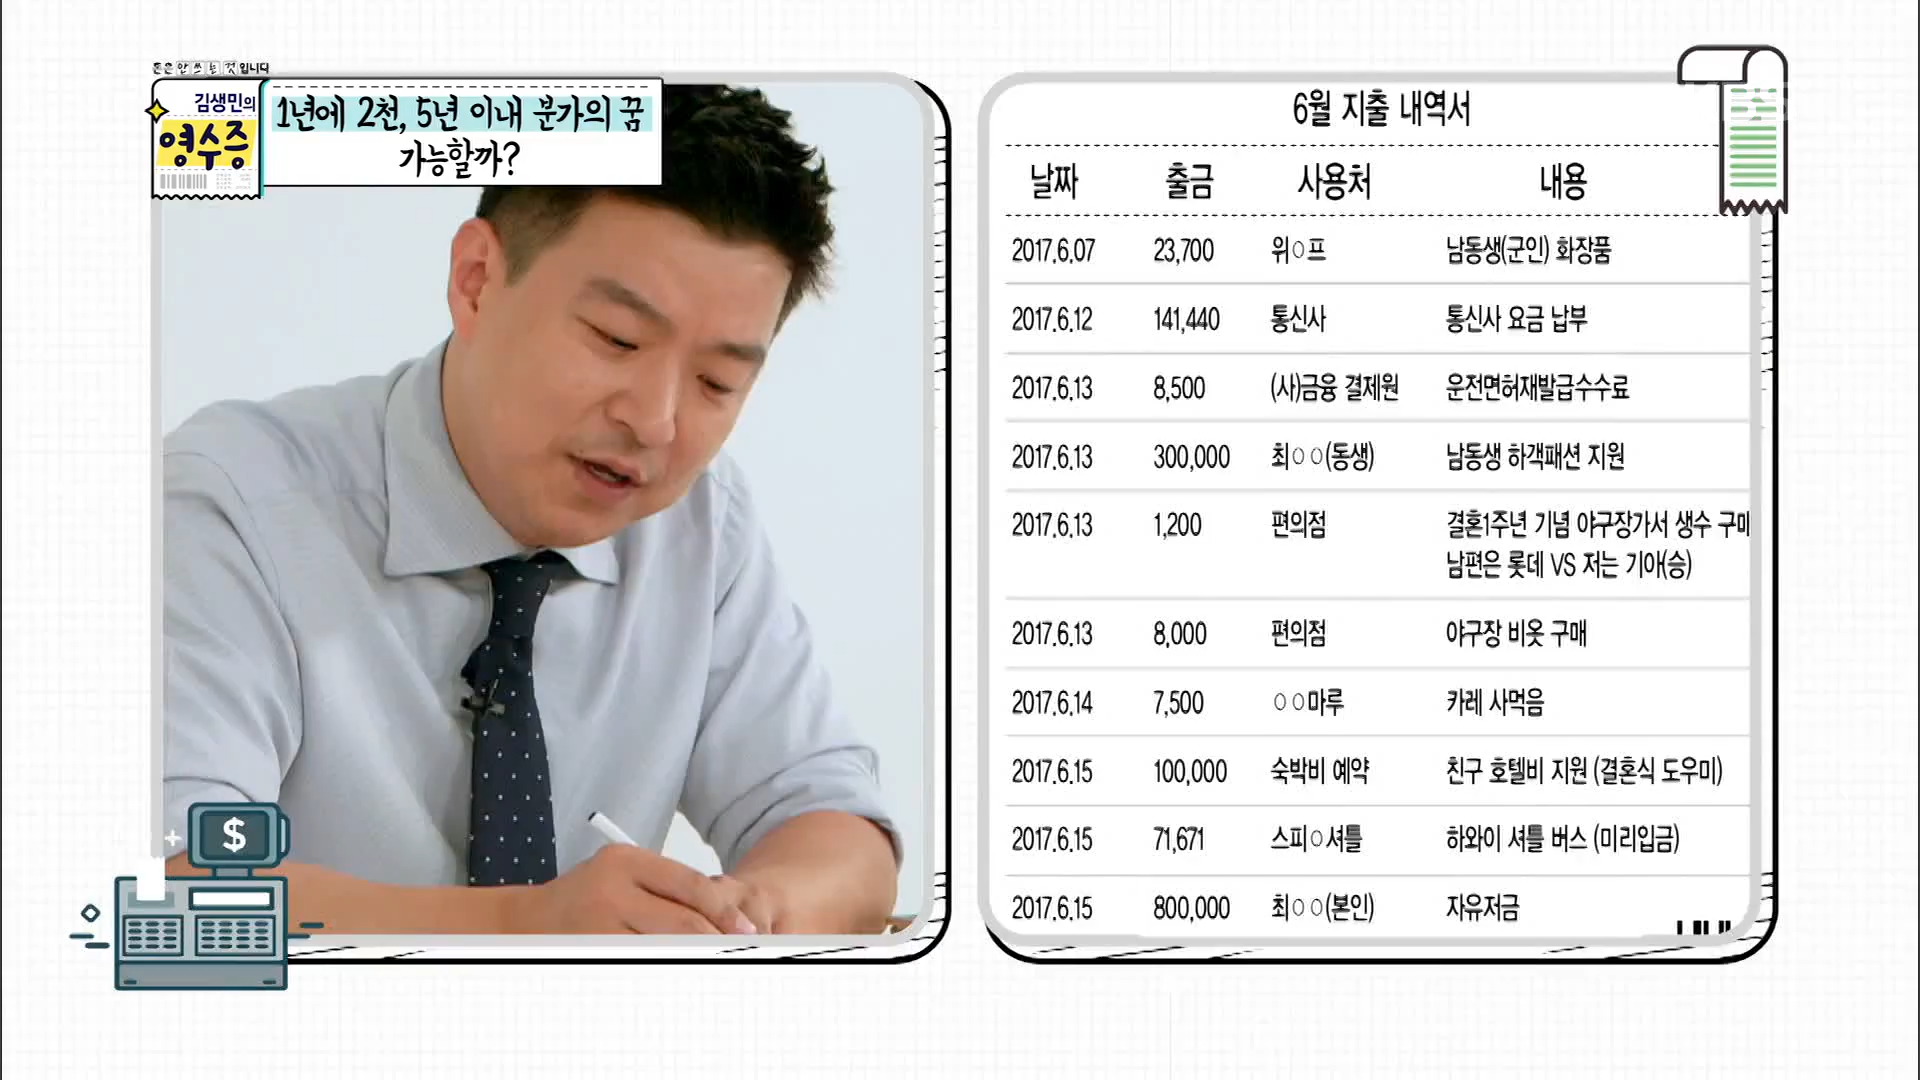 돈은 안 쓰는 것입니다
김생민의
영수증
1년에 2천, 5년 이내 분가의 꿈
가능할까?
$
6월 지출 내역서
날짜 출금 사용처 내용
2017.6.07 23,700 위○프 남동생(군인) 화장품
2017.6.12 141,440 통신사 통신사 요금 납부
2017.6.13 8,500 (사)금융 결제원 운전면허재발급수수료
2017.6.13 300,000 최○○(동생) 남동생 하객패션 지원
2017.6.13 1,200 편의점 결혼1주년 기념 야구장가서 생수 구매
남편은 롯데 VS 저는 기아(승)
2017.6.13 8,000 편의점 야구장 비옷 구매
2017.6.14 7,500 ○○마루 카레 사먹음
2017.6.15 100,000 숙박비 예약 친구 호텔비 지원 (결혼식 도우미)
2017.6.15 71,671 스피○셔틀 하와이 셔틀 버스 (미리입금)
2017.6.15 800,000 최○○(본인) 자유저금